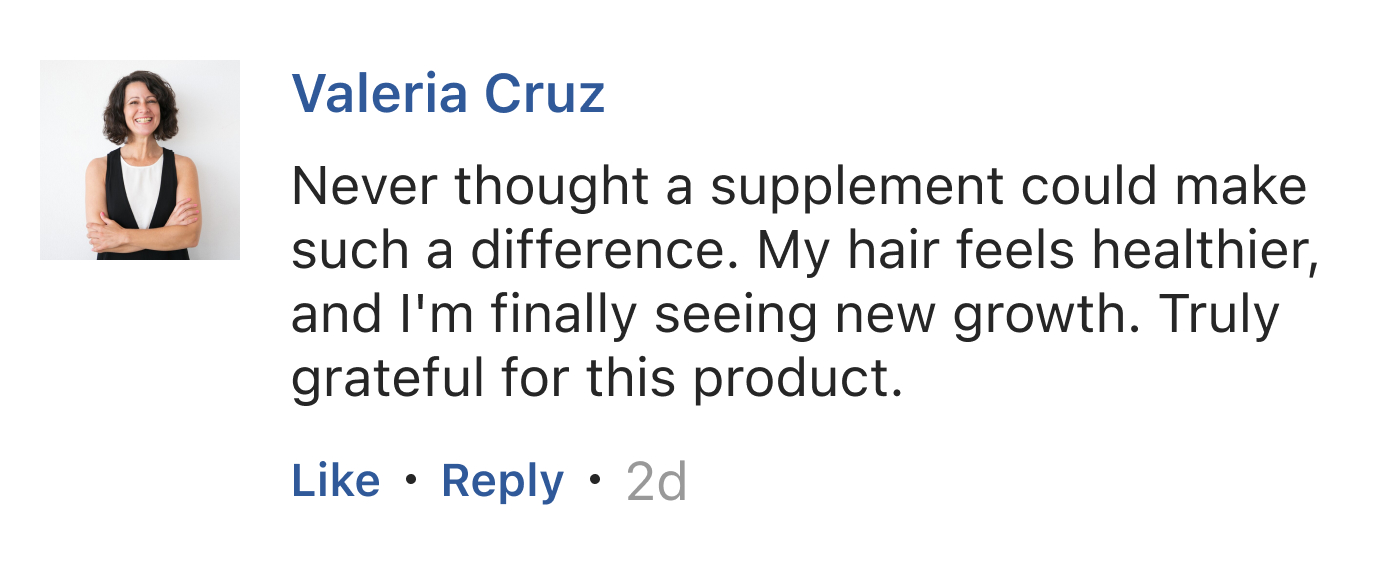 Valeria Cruz
Never thought a supplement could make
such a difference. My hair feels healthier,
and I'm finally seeing new growth. Truly
grateful for this product.
Like • Reply • 2d